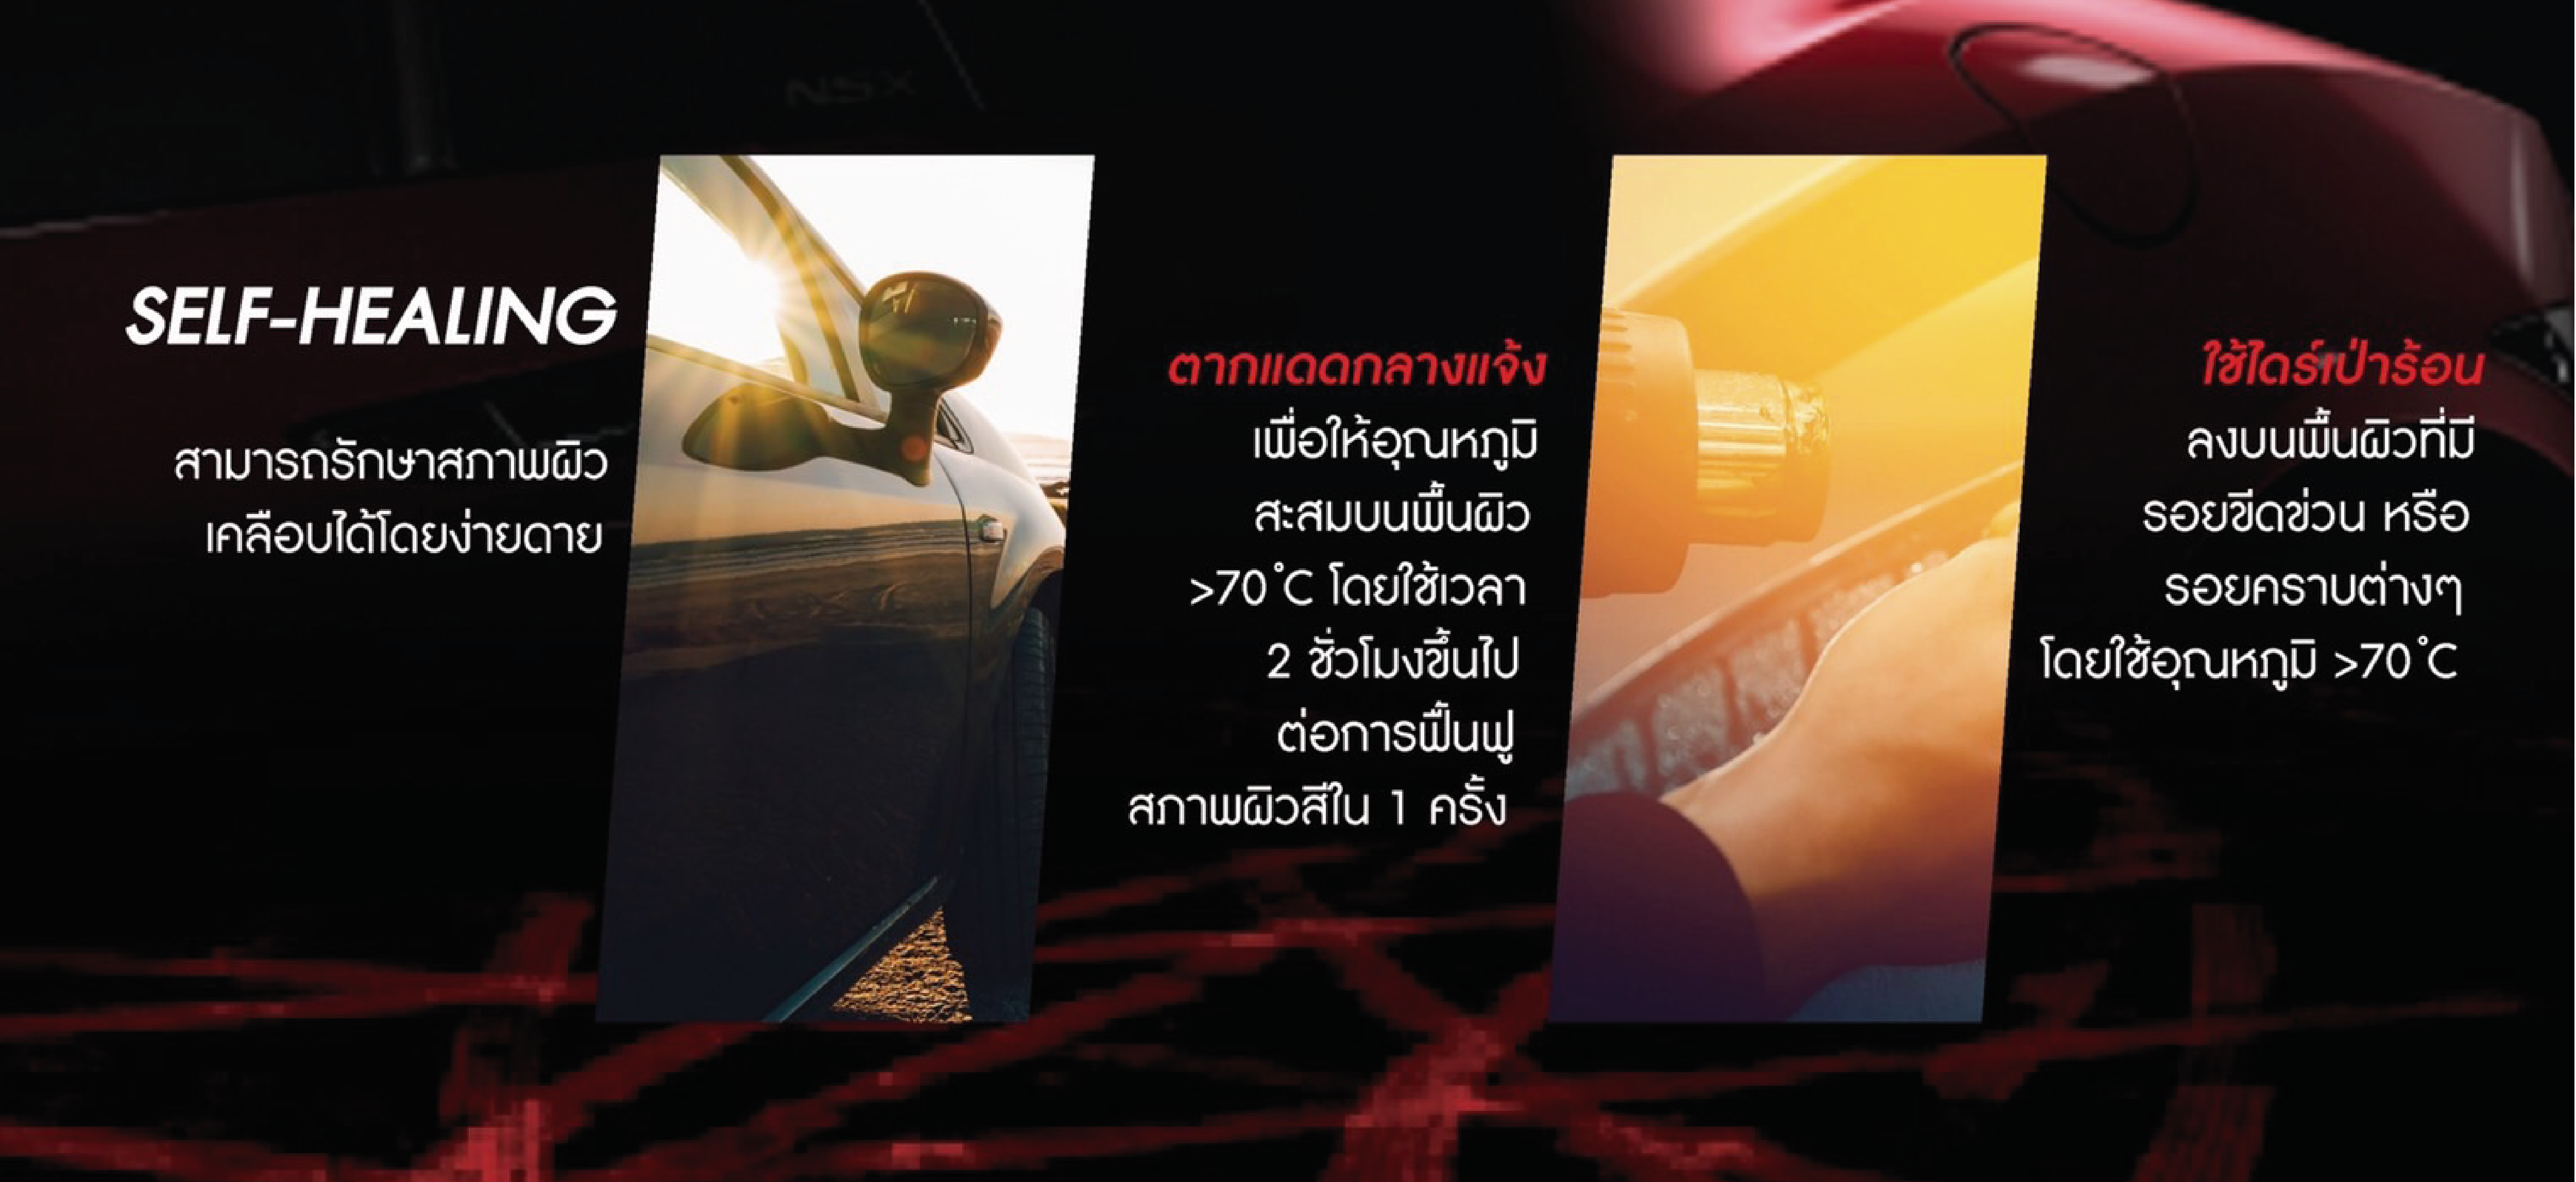 NSX
SELF-HEALING
สามารถรักษาสภาพผิว
เคลือบได้โดยง่ายดาย
ตากแดดกลางแจ้ง
เพื่อให้อุณหภูมิ
สะสมบนพื้นผิว
>70°C โดยใช้เวลา
2 ชั่วโมงขึ้นไป
ต่อการฟื้นฟู
สภาพผิวสีใน 1 ครั้ง
ใช้ไดร์เป่าร้อน
ลงบนพื้นผิวที่มี
รอยขีดข่วน หรือ
รอยคราบต่างๆ
โดยใช้อุณหภูมิ >70°C